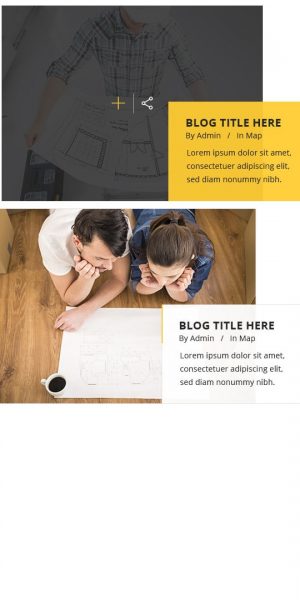 BLOG TITLE HERE
By Admin / In Map
Lorem ipsum dolor sit amet,
consectetuer adipiscing elit,
sed diam nonummy nibh.
BLOG TITLE HERE
By Admin / In Map
Lorem ipsum dolor sit amet,
consectetuer adipiscing elit,
sed diam nonummy nibh.